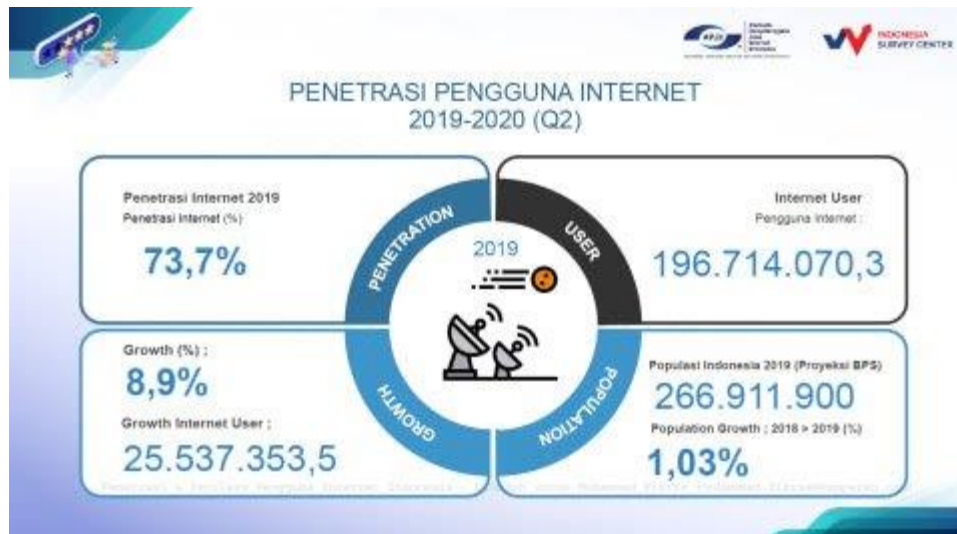 APJII
INDONESIA
SURVEY CENTER
PENETRASI PENGGUNA INTERNET
2019-2020 (Q2)
Penetrasi Internet 2019
Penetrasi Internet (%)
73,7%
PENETRATION
USER
2019
Internet User
Pengguna Internet :
196.714.070,3
Growth (%) :
8,9%
Growth Internet User :
25.537.353,5
GROWTH
POPULATION
Populasi Indonesia 2019 (Proyeksi BPS)
266.911.900
Population Growth : 2018 > 2019 (%)
1,03%